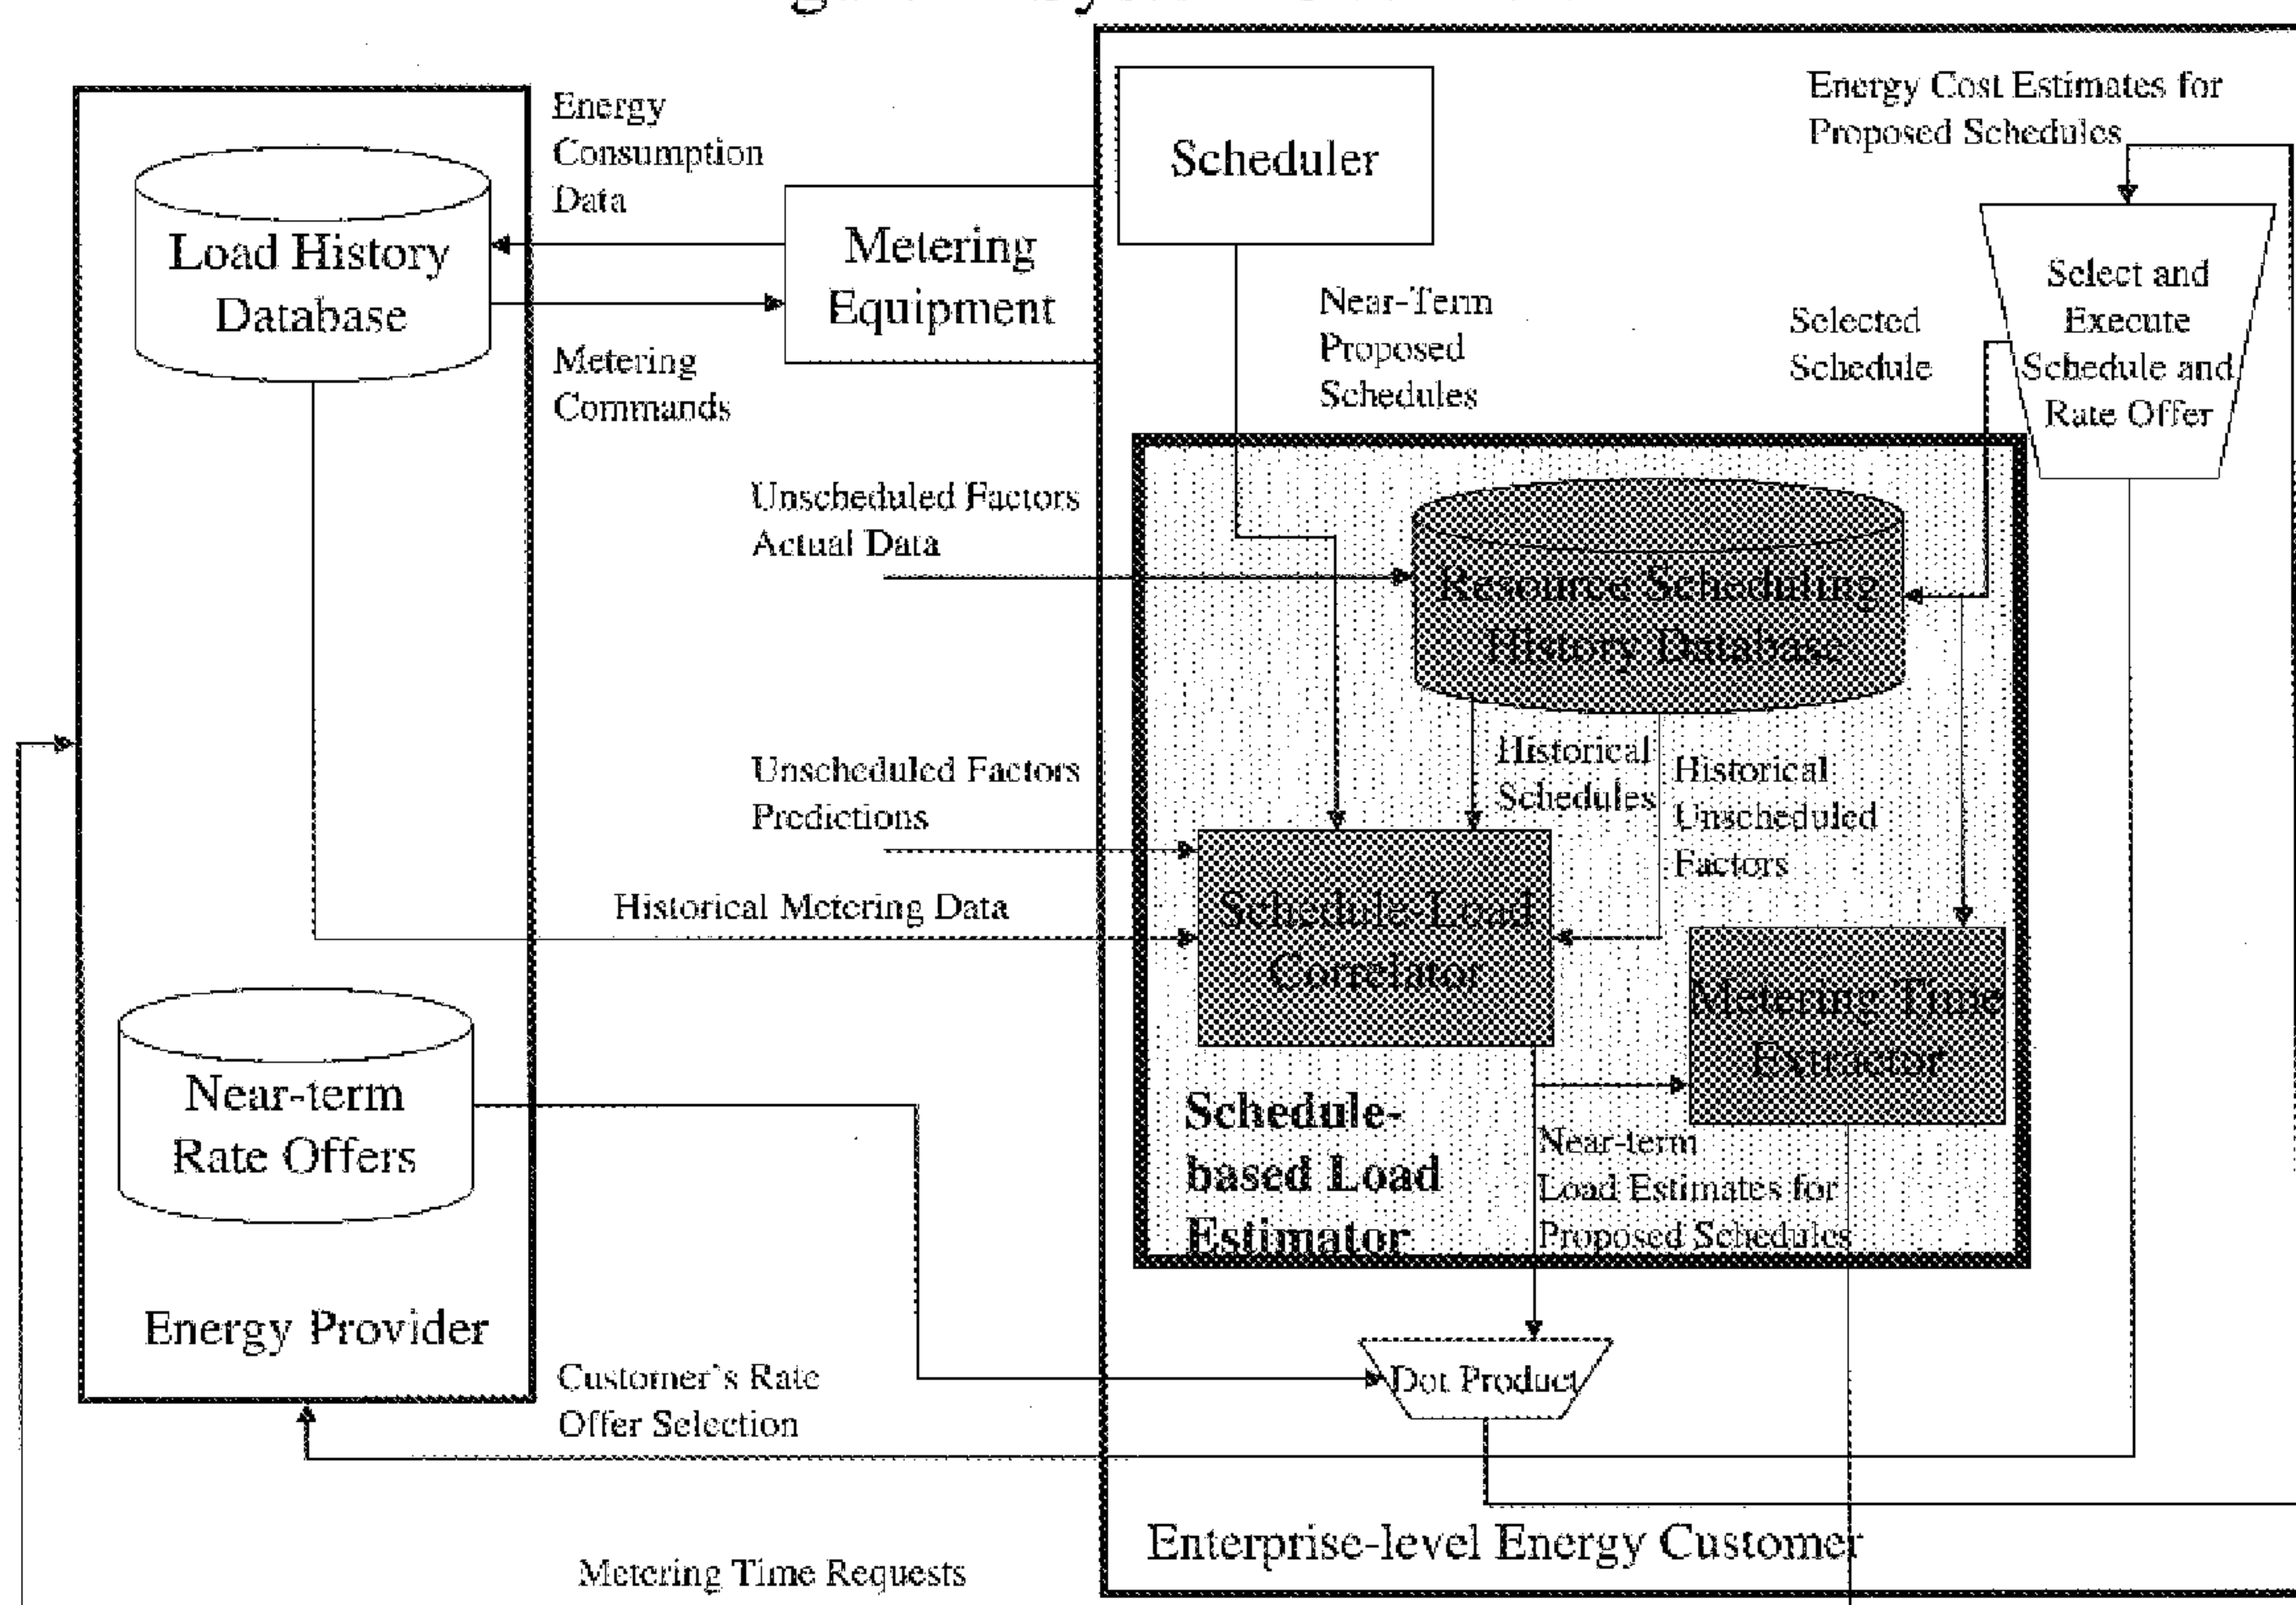 Energy
Consumption
Data
Scheduler
Energy Cost Estimates for
Proposed Schedules
Load History
Database
Metering
Equipment
Near-Term
Proposed
Schedules
Selected
Schedule
Select and
Execute
Schedule and
Rate Offer
Metering
Commands
Unscheduled Factors
Actual Data
Resource Scheduling
History Database
Historical
Schedules
Historical
Unscheduled
Factors
Unscheduled Factors
Predictions
Historical Metering Data
Schedule-Load
Correlator
Metering Time
Extractor
Near-term
Rate Offers
Schedule-
based Load
Estimator
Near-term
Load Estimates for
Proposed Schedules
Energy Provider
Customer's Rate
Offer Selection
Dot Product
Enterprise-level Energy Customer
Metering Time Requests